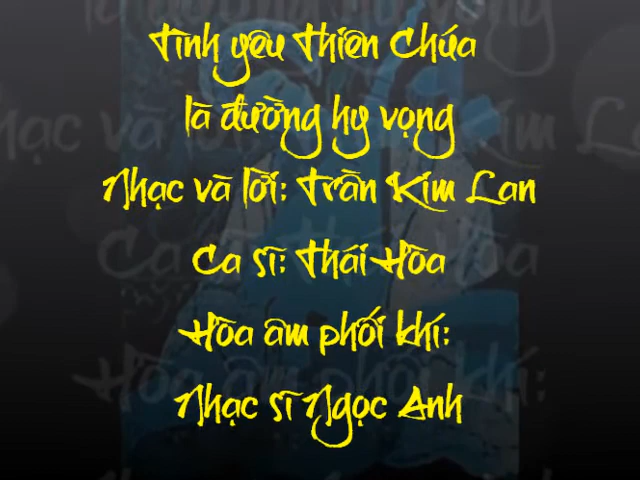 Tình yêu Thiên Chúa
là đường hy vọng
Nhạc và lời: Trần Kim Lan
Ca sĩ: Thái Hòa
Hòa âm phối khí:
Nhạc sĩ Ngọc Anh